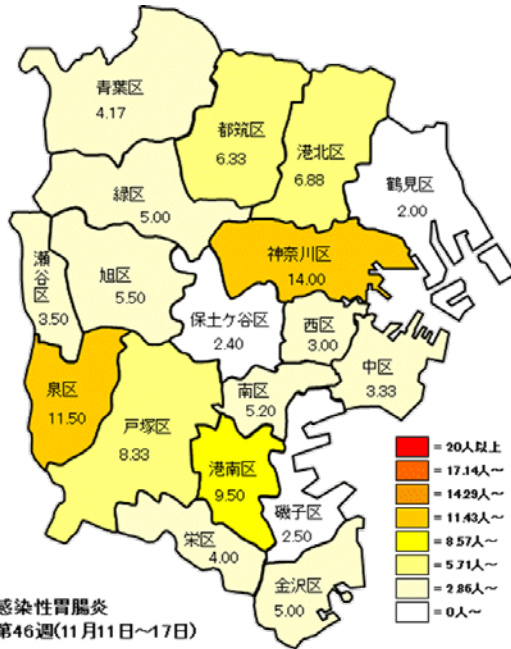 青葉区
4.17
都筑区
6.33
港北区
6.88
鶴見区
2.00
緑区
5.00
神奈川区
14.00
瀬谷区
3.50
旭区
5.50
保土ケ谷区
2.40
西区
3.00
中区
3.33
泉区
11.50
南区
5.20
戸塚区
8.33
港南区
9.50
磯子区
2.50
栄区
4.00
金沢区
5.00
= 20人以上
= 17.14人～
= 14.29人～
= 11.43人～
= 8.57人～
= 5.71人～
= 2.86人～
= 0人～
感染性胃腸炎
第46週(11月11日～17日)